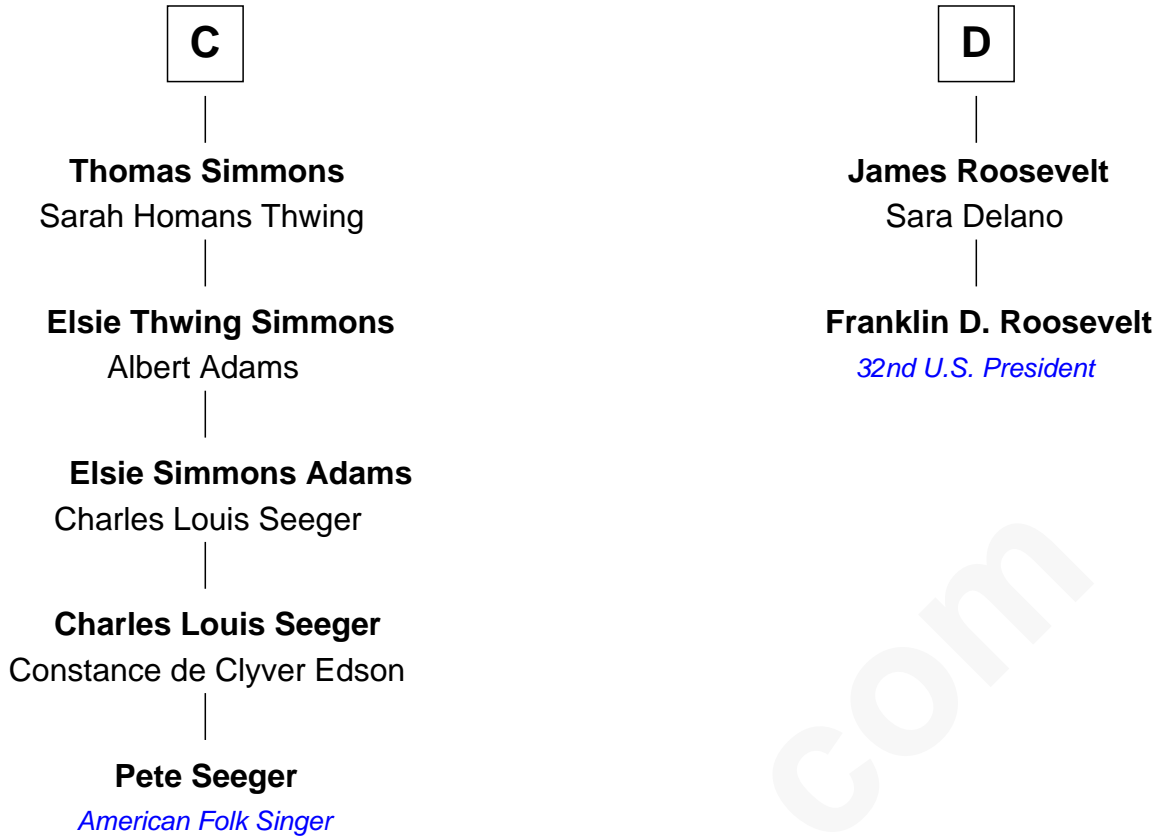 C
Thomas Simmons
Sarah Homans Thwing
Elsie Thwing Simmons
Albert Adams
Elsie Simmons Adams
Charles Louis Seeger
Charles Louis Seeger
Constance de Clyver Edson
Pete Seeger
American Folk Singer
D
James Roosevelt
Sara Delano
Franklin D. Roosevelt
32nd U.S. President
com